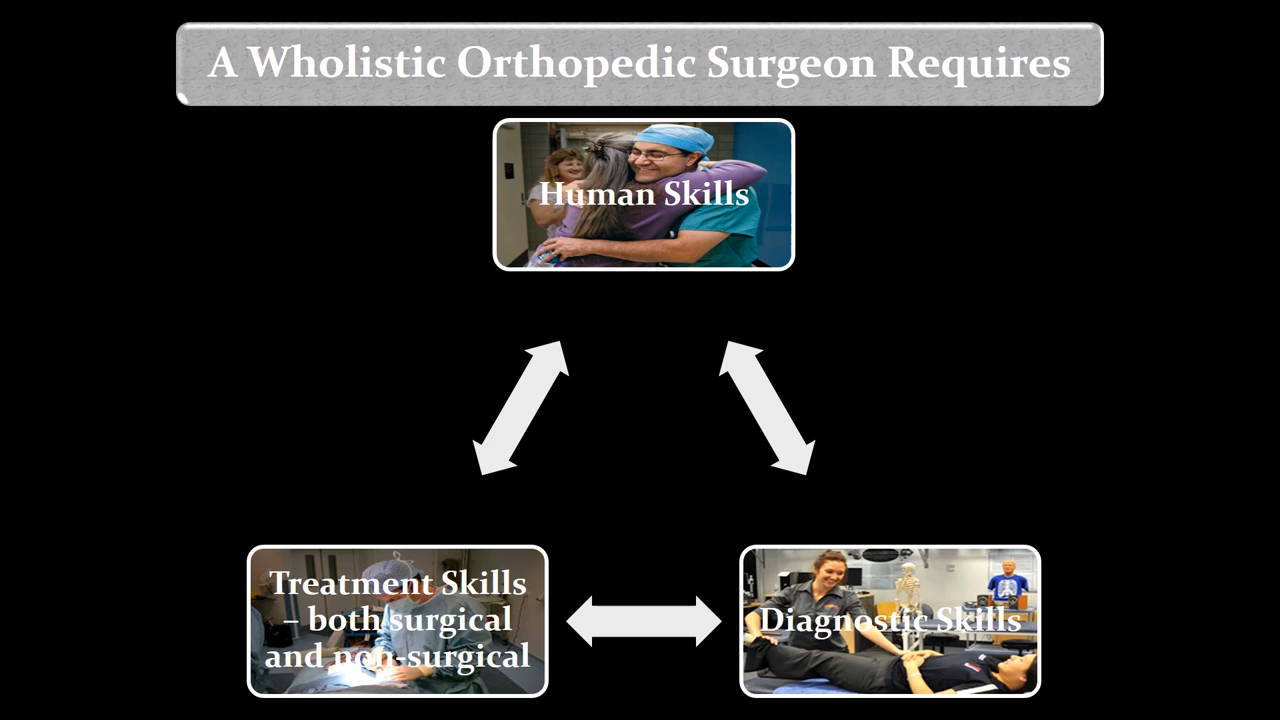 A Wholistic Orthopedic Surgeon Requires
Human Skills
Treatment Skills
– both surgical
and non-surgical
Diagnostic Skills